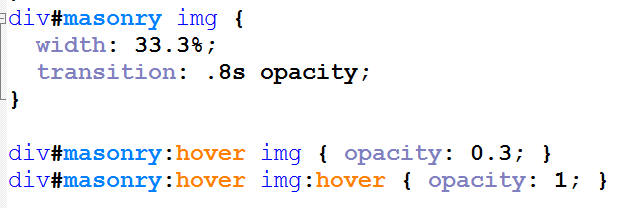 div#masonry img {
width: 33.3%;
transition: .8s opacity;
}
div#masonry:hover img { opacity: 0.3; }
div#masonry:hover img:hover { opacity: 1; }